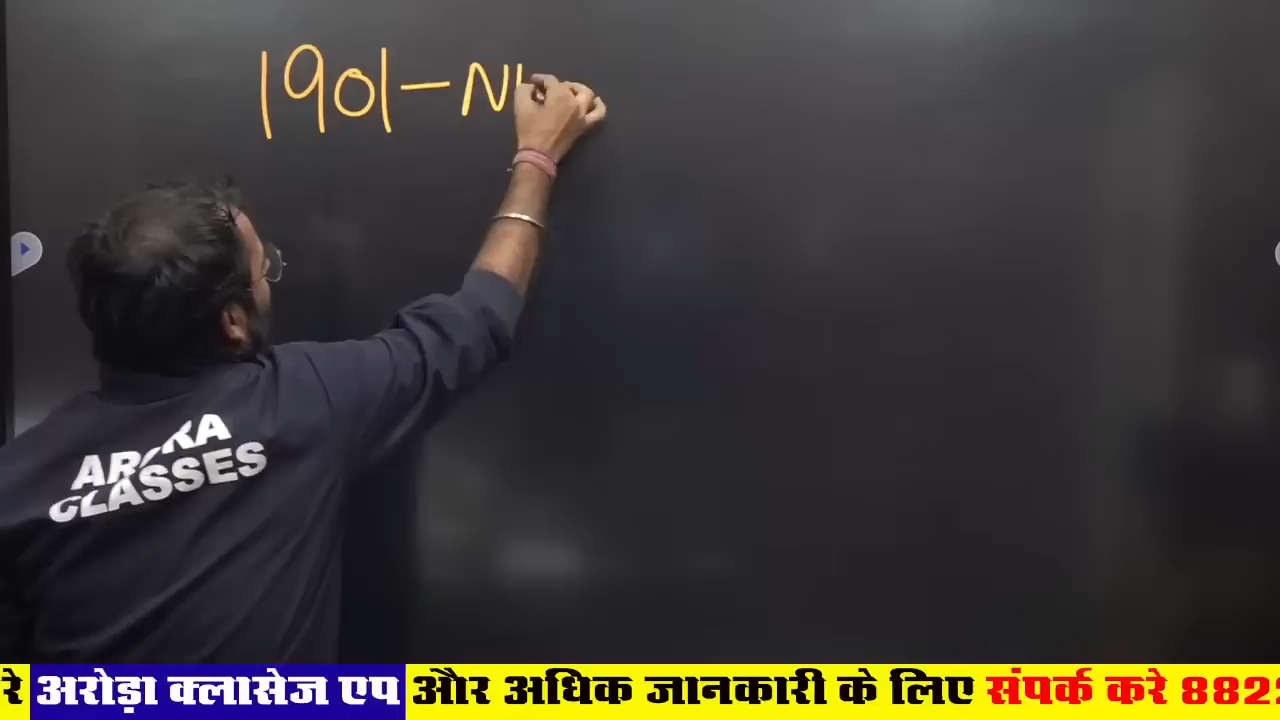 1901-N
ARORA
CLASSES
रे अरोड़ा क्लासेज एप और अधिक जानकारी के लिए संपर्क करे 882